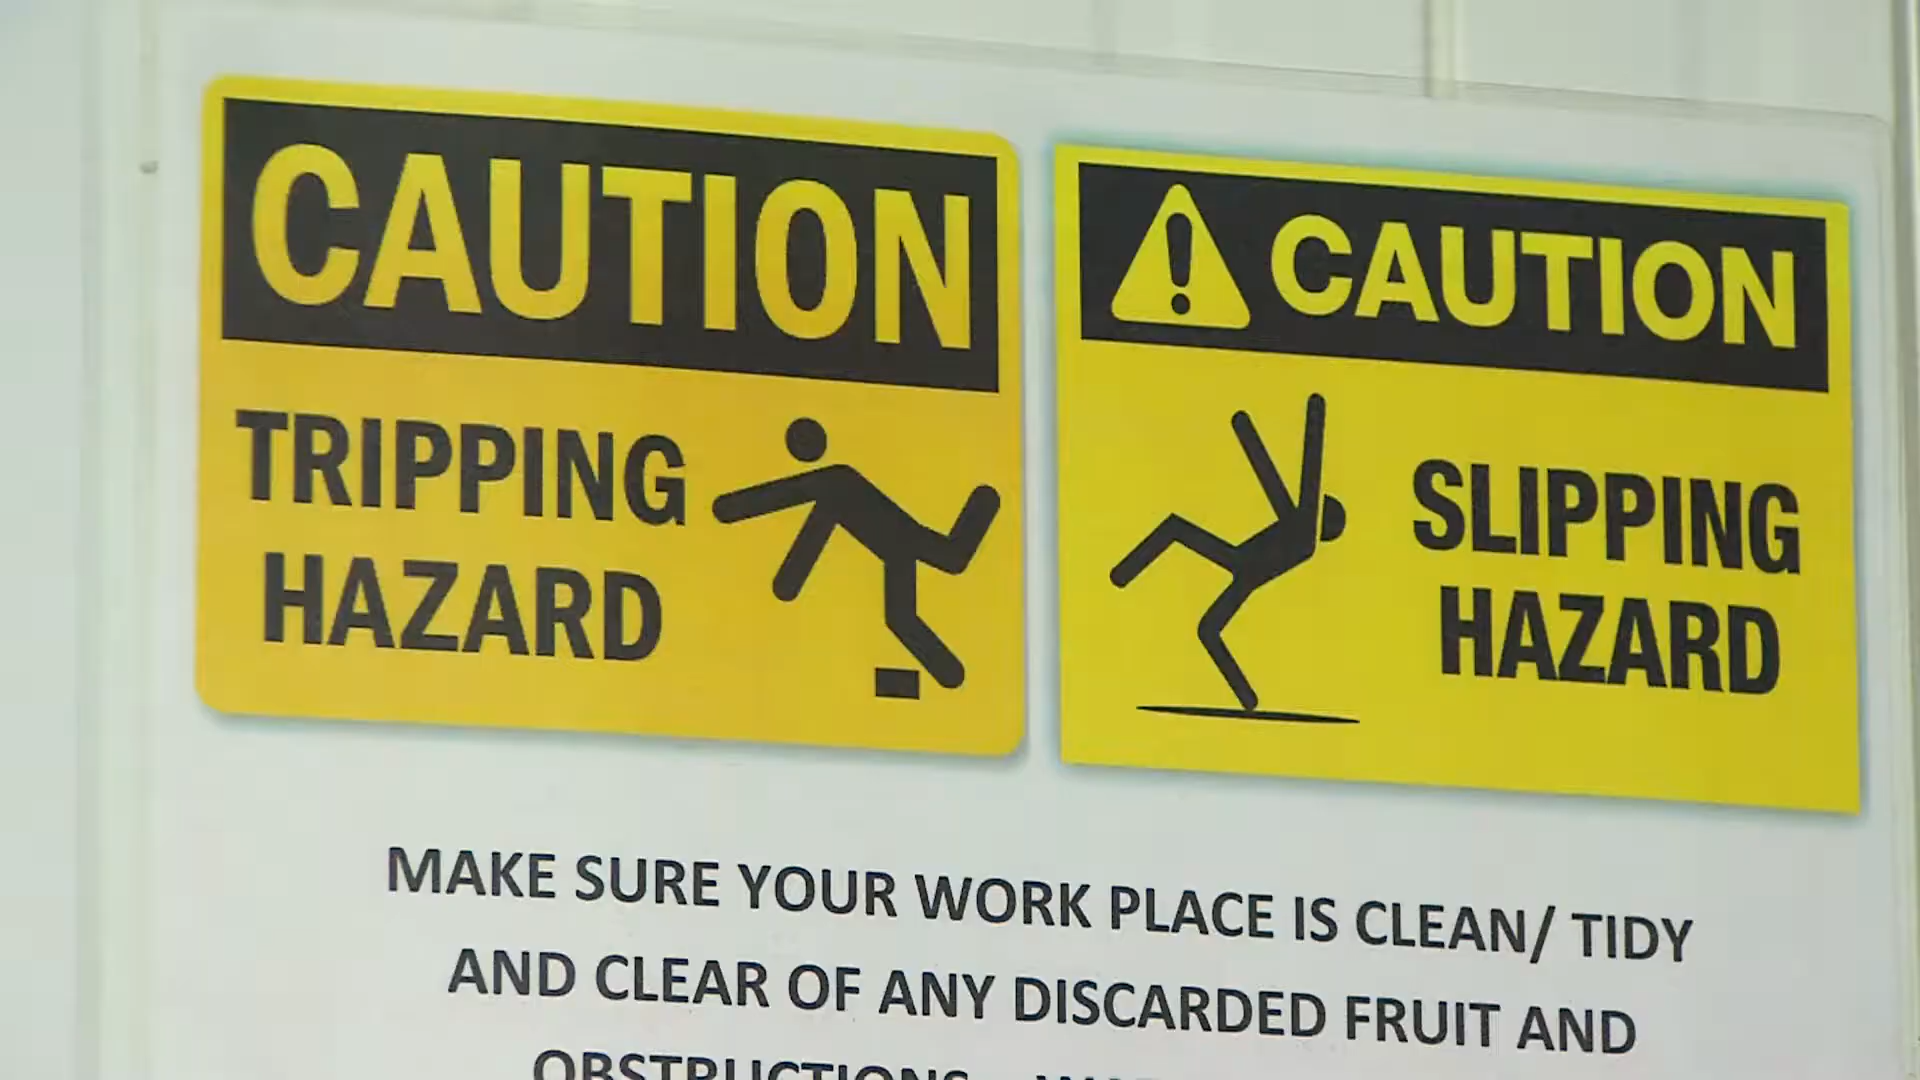 CAUTION
TRIPPING
HAZARD
CAUTION
SLIPPING
HAZARD
MAKE SURE YOUR WORK PLACE IS CLEAN/ TIDY
AND CLEAR OF ANY DISCARDED FRUIT AND
OBSTRUCTIONS